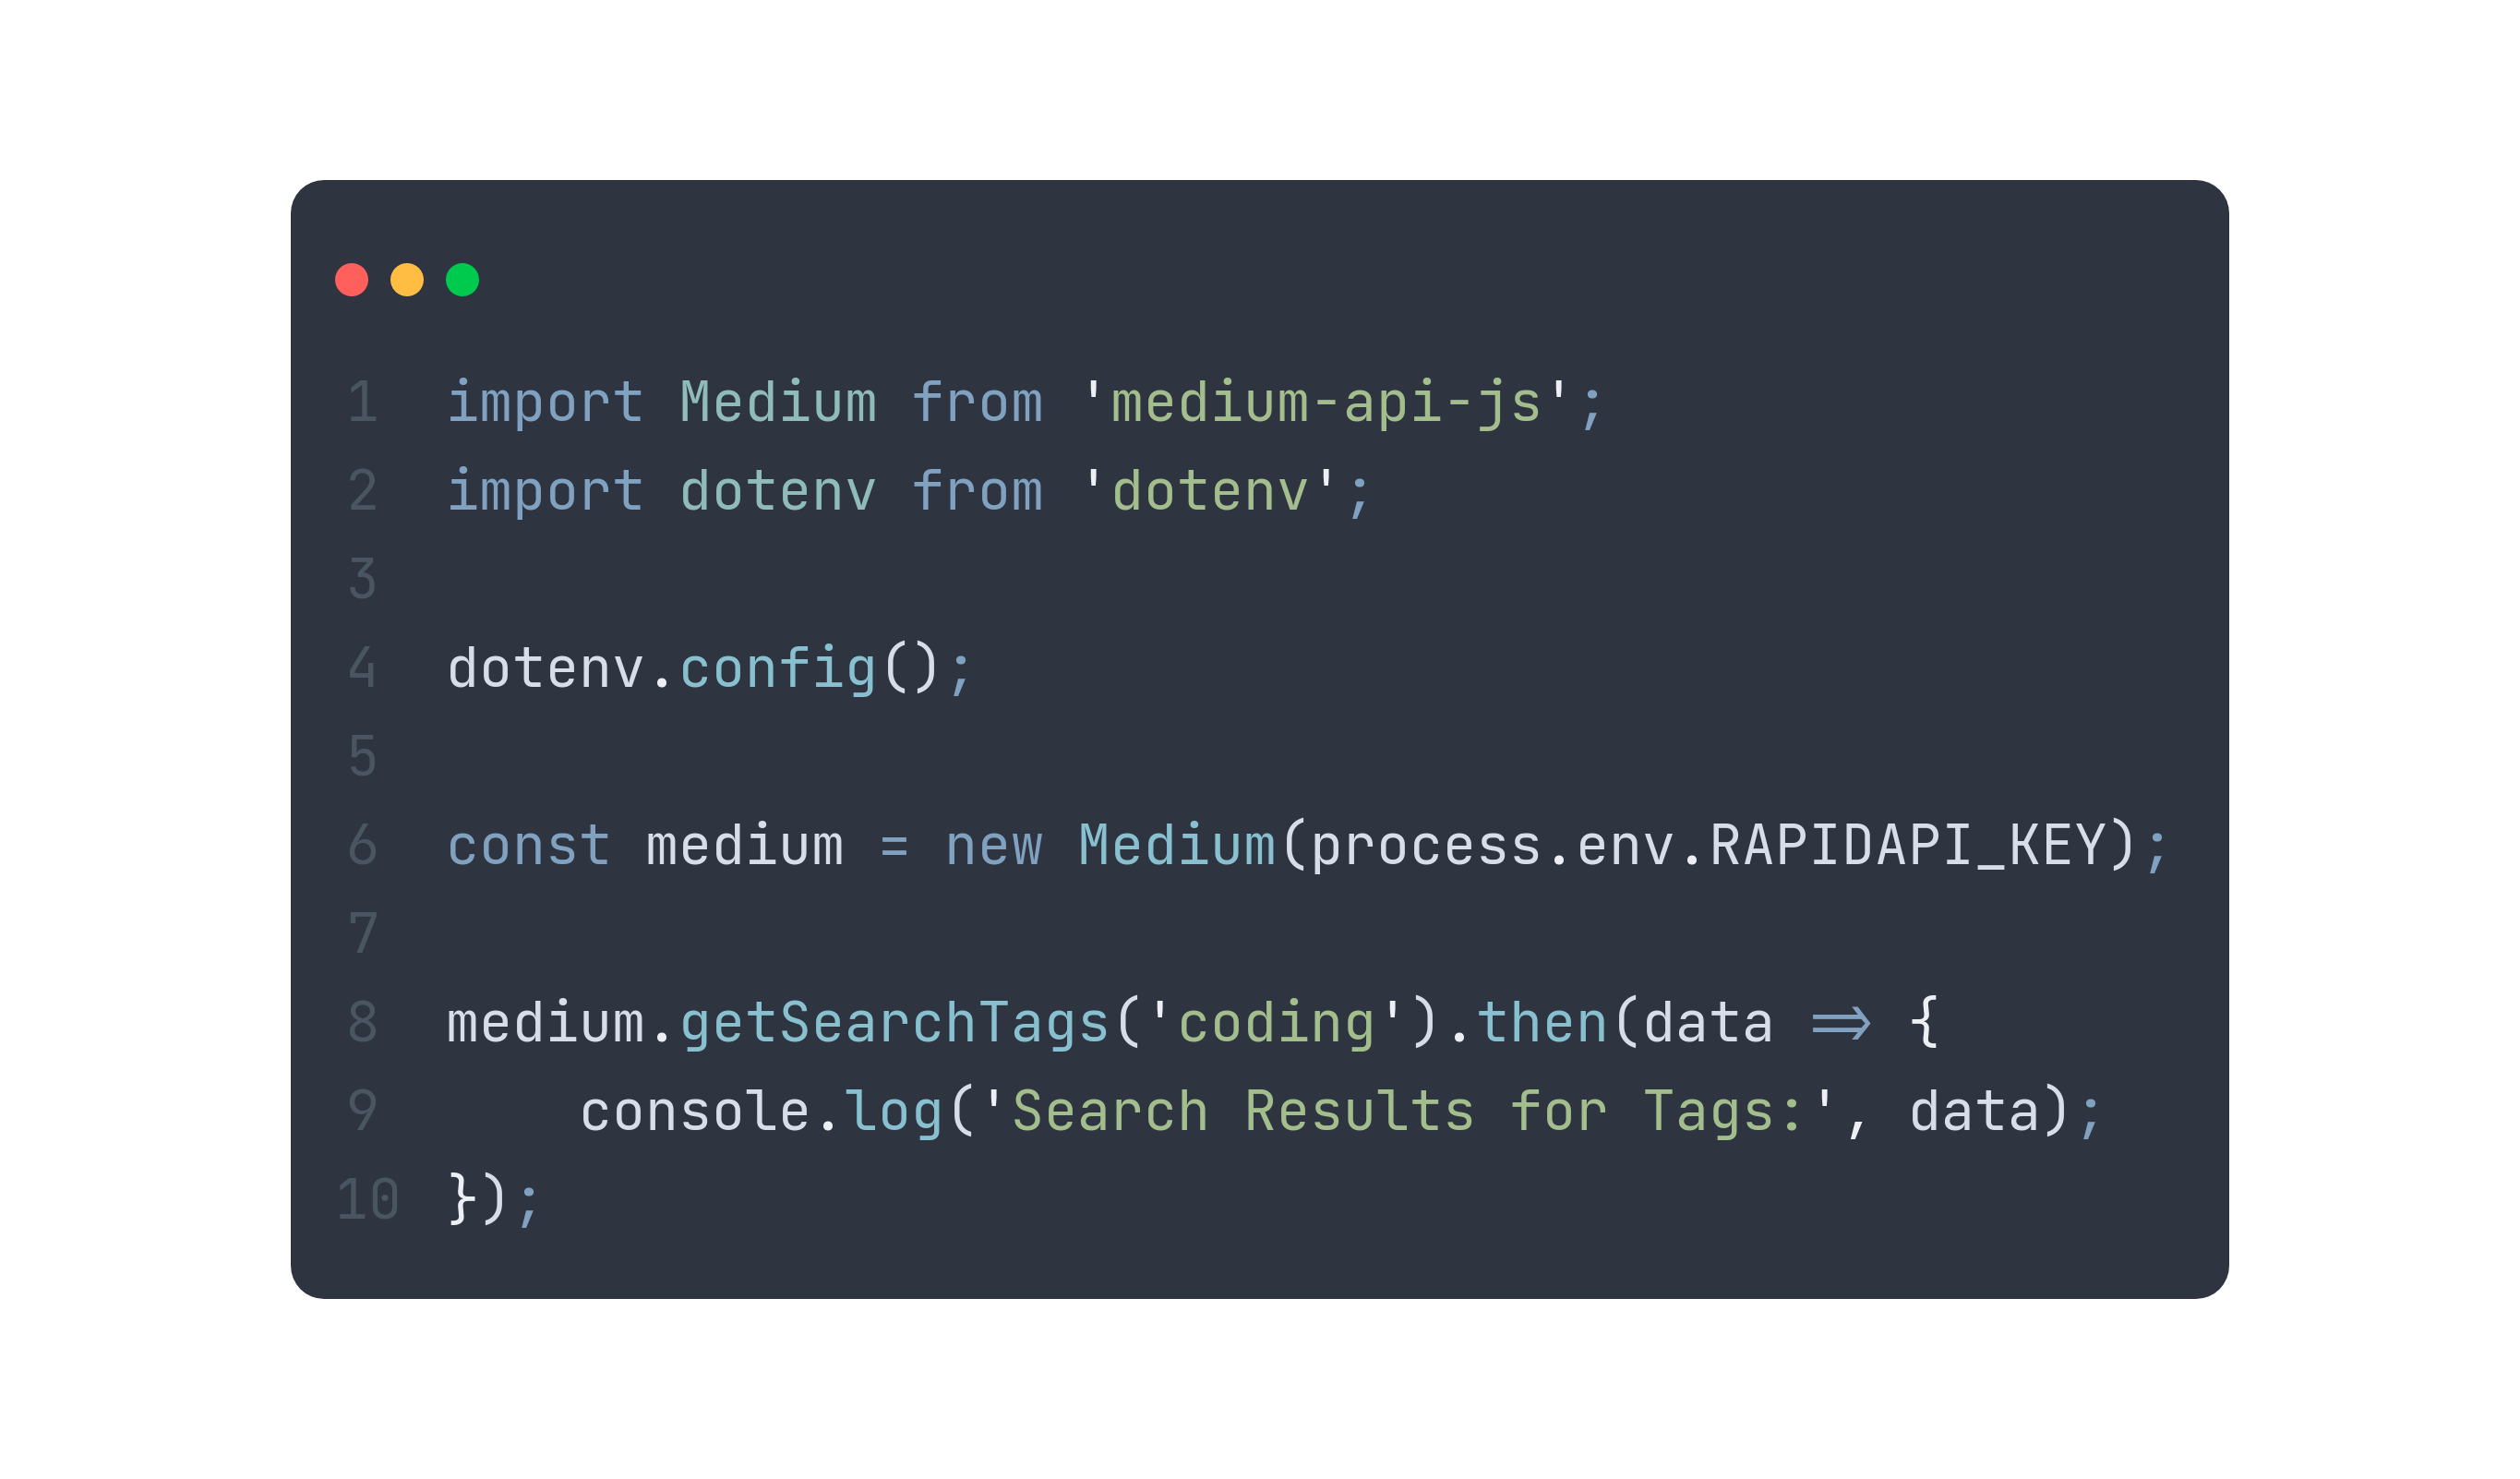 1 import Medium from 'medium-api-js';
2 import dotenv from 'dotenv';
3
4 dotenv.config();
5
6 const medium = new Medium(process.env.RAPIDAPI_KEY);
7
8 medium.getSearchTags('coding').then(data => {
9     console.log('Search Results for Tags:', data);
10 });